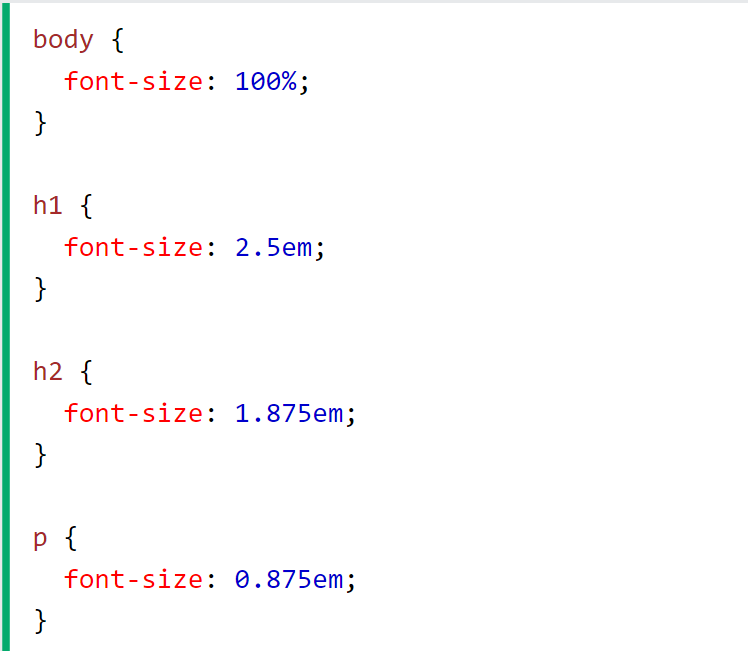 body {
  font-size: 100%;
}

h1 {
  font-size: 2.5em;
}

h2 {
  font-size: 1.875em;
}

p {
  font-size: 0.875em;
}